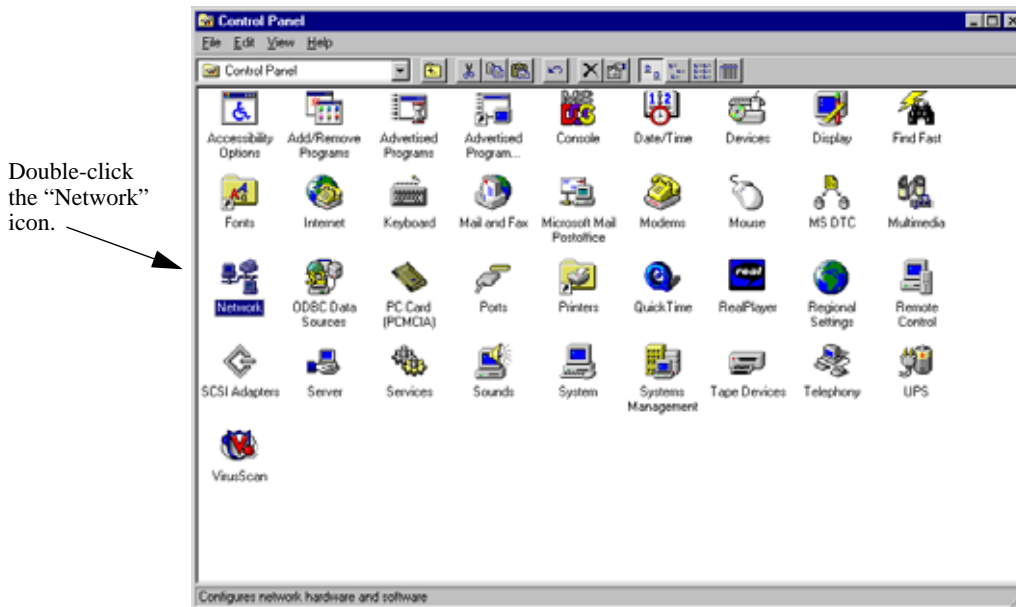 Control Panel
File Edit View Help
Control Panel
Accessibility Options
Add/Remove Programs
Advertised Programs
Advertised Program...
Console
Date/Time
Devices
Display
Find Fast
Double-click
the “Network”
icon.
Fonts
Internet
Keyboard
Mail and Fax
Microsoft Mail Postoffice
Modems
Mouse
MS DTC
Multimedia
Network
ODBC Data Sources
PC Card (PCMCIA)
Ports
Printers
QuickTime
real
RealPlayer
Regional Settings
Remote Control
SCSI Adapters
Server
Services
Sounds
System
Systems Management
Tape Devices
Telephony
UPS
VirusScan
Configures network hardware and software